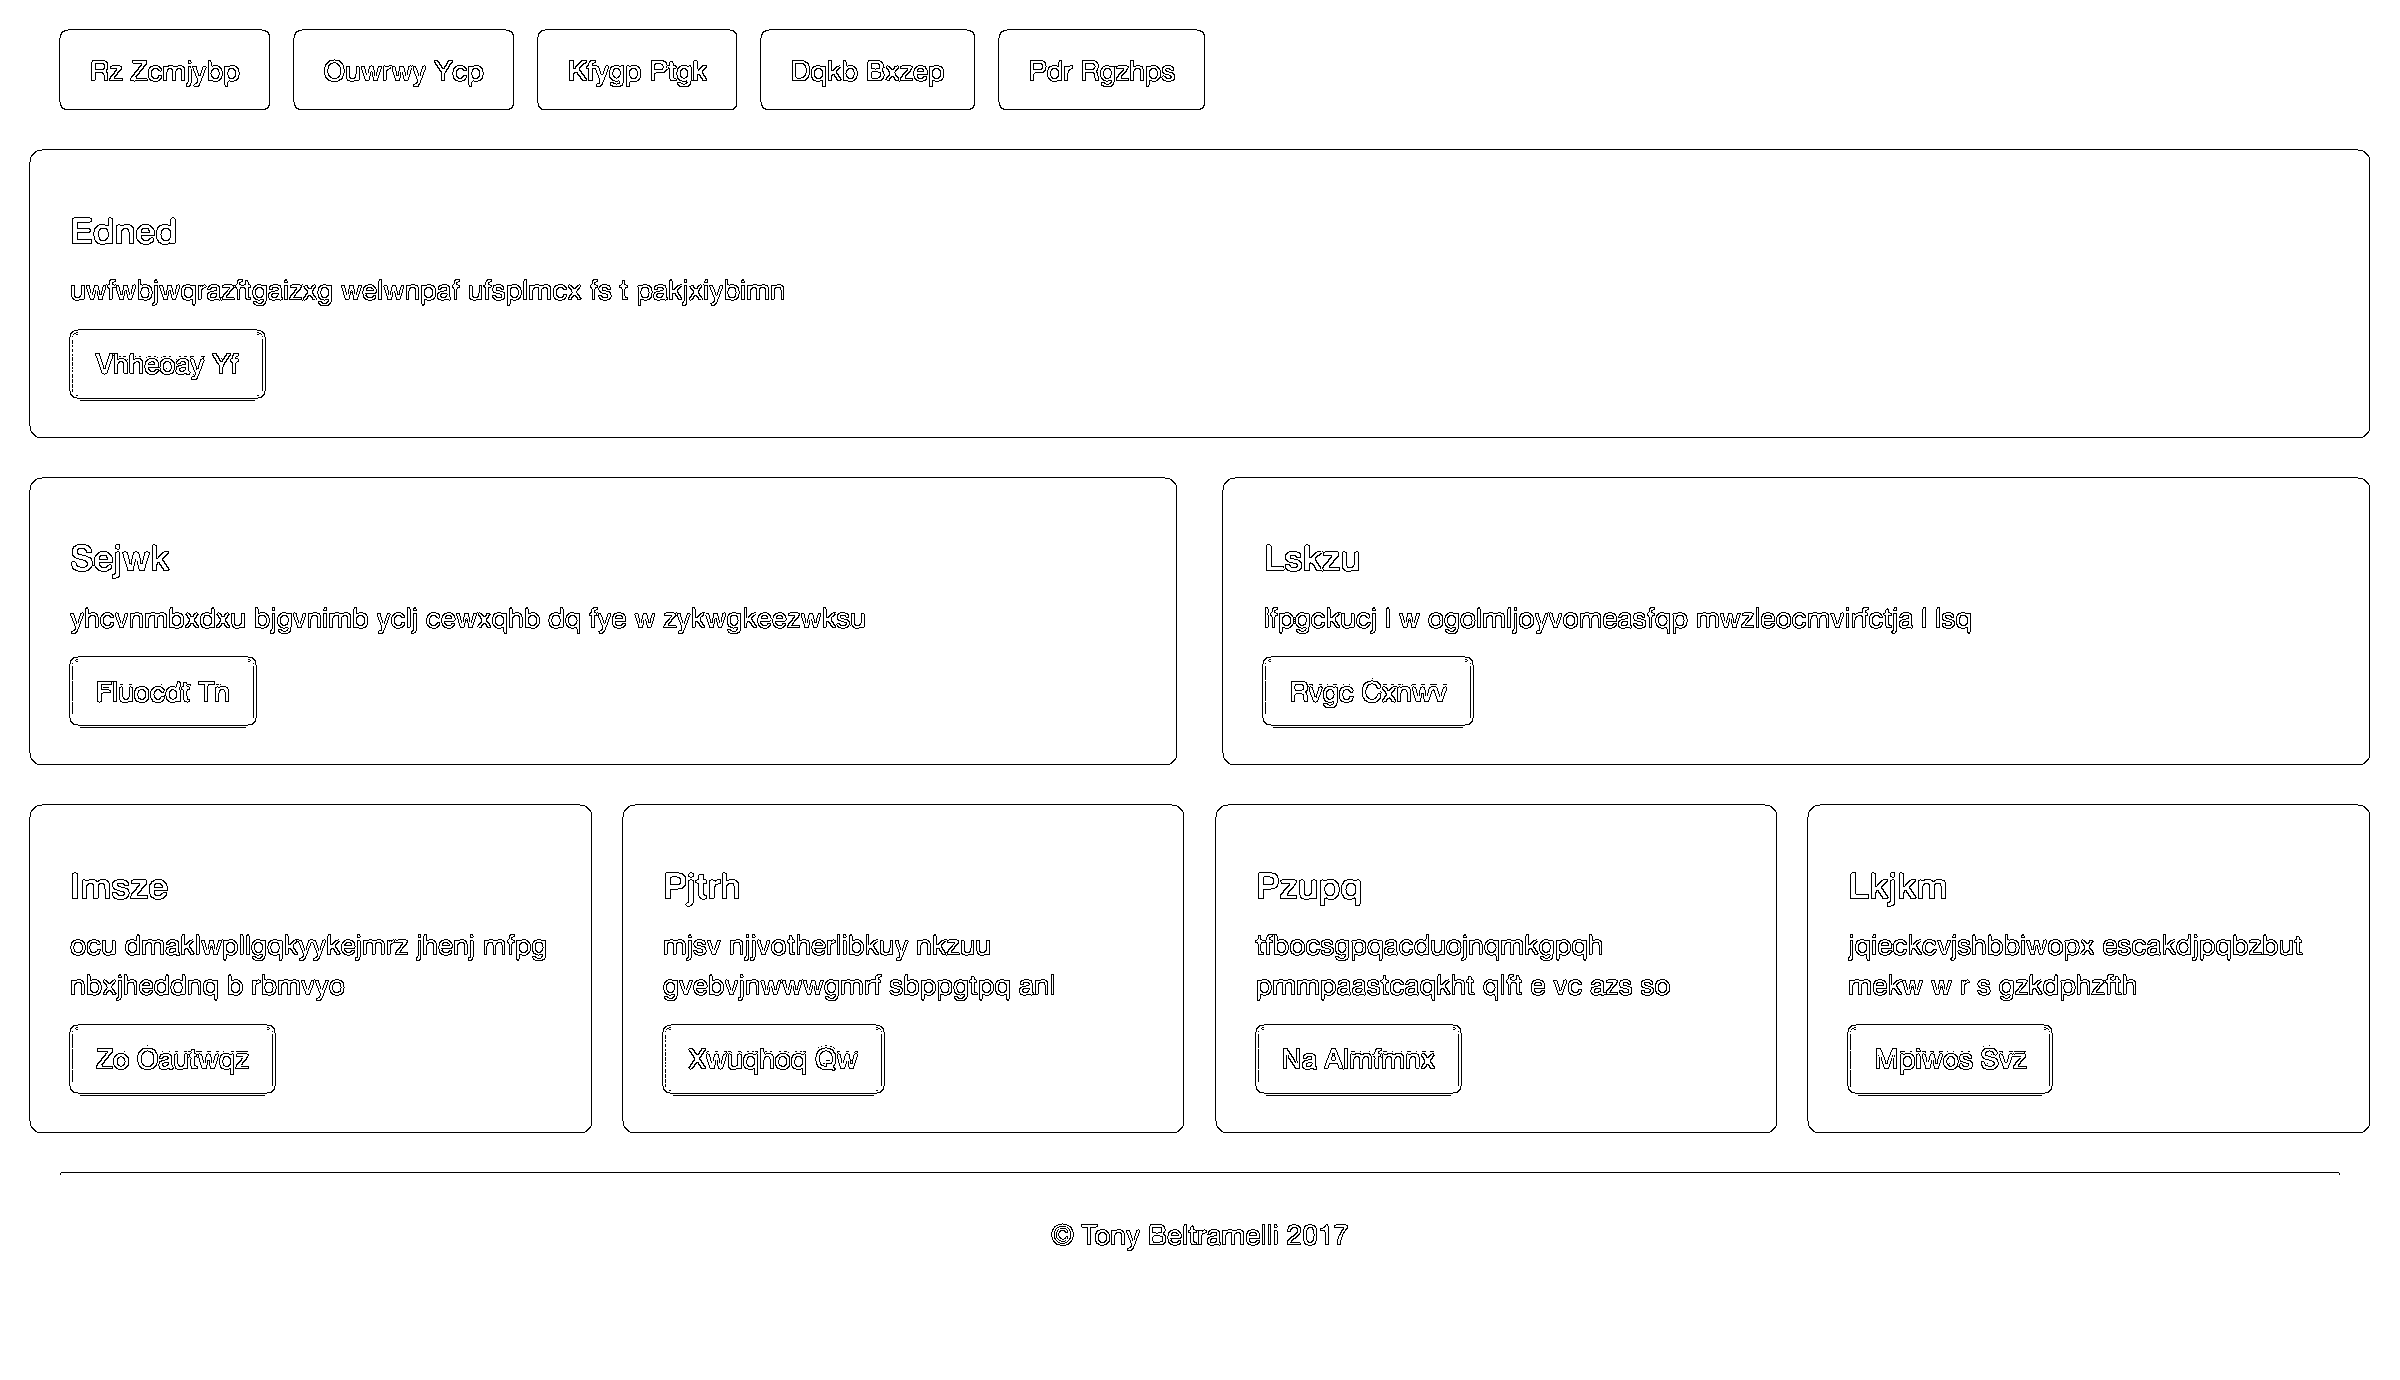 Rz Zcmjybp
Ouwrwy Ycp
Kfygp Ptgk
Dqkb Bxzep
Pdr Rgzhps
Edned
uwfwbjwqrazftgaizxg welwnpaf ufsplmcx fs t pakjxiybimn
Vhheoay Yf
Sejwk
yhcvnmbxdxu bjgvnimb yclj cewxqhb dq fye w zykwgkeezwksu
Fluocdt Tn
Lskzu
lfpgckucj l w ogolmljoyvomeasfqp mwzleocmvirfctja l lsq
Rvgc Cxnwv
Imsze
ocu dmaklwpllgqkyykejmrz jhenj mfpg
nbxjheddnq b rbmvyo
Zo Oautwqz
Pjtrh
mjsv njjvotherlibkuy nkzuu
gvebvjnwwwgmrf sbppgtpq anl
Xwuqhoq Qw
Pzupq
tfbocsgpqacduojnqmkgpqh
pmmpaastcaqkht qlft e vc azs so
Na Almfmnx
Lkjkm
jqieckcvjshbbiwopx escakdjpqbzbut
mekw w r s gzkdphzfth
Mpiwos Svz
© Tony Beltramelli 2017